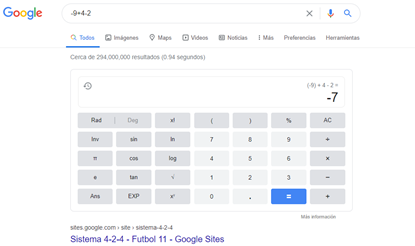 Google
-9+4-2
Todos
Imágenes
Maps
Videos
Noticias
Más
Preferencias
Herramientas
Cerca de 294,000,000 resultados (0.94 segundos)
(-9) + 4 - 2 =
-7
Rad | Deg x! ( ) % AC
Inv sin ln 7 8 9 ÷
π cos log 4 5 6 ×
e tan √ 1 2 3 −
Ans EXP xʸ 0 . = +
Más información
sites.google.com › site › sistema-4-2-4
Sistema 4-2-4 - Futbol 11 - Google Sites